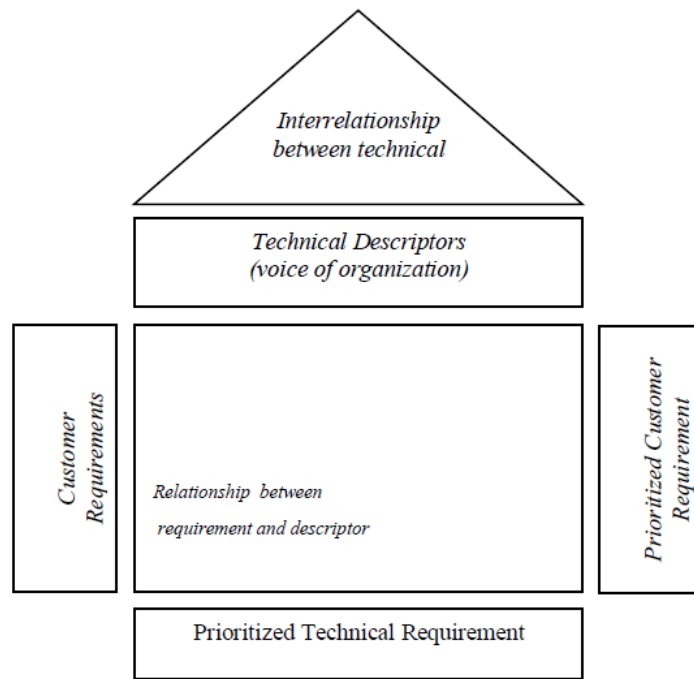 Interrelationship
between technical
Technical Descriptors
(voice of organization)
Customer
Requirements
Relationship between
requirement and descriptor
Prioritized Customer
Requirement
Prioritized Technical Requirement